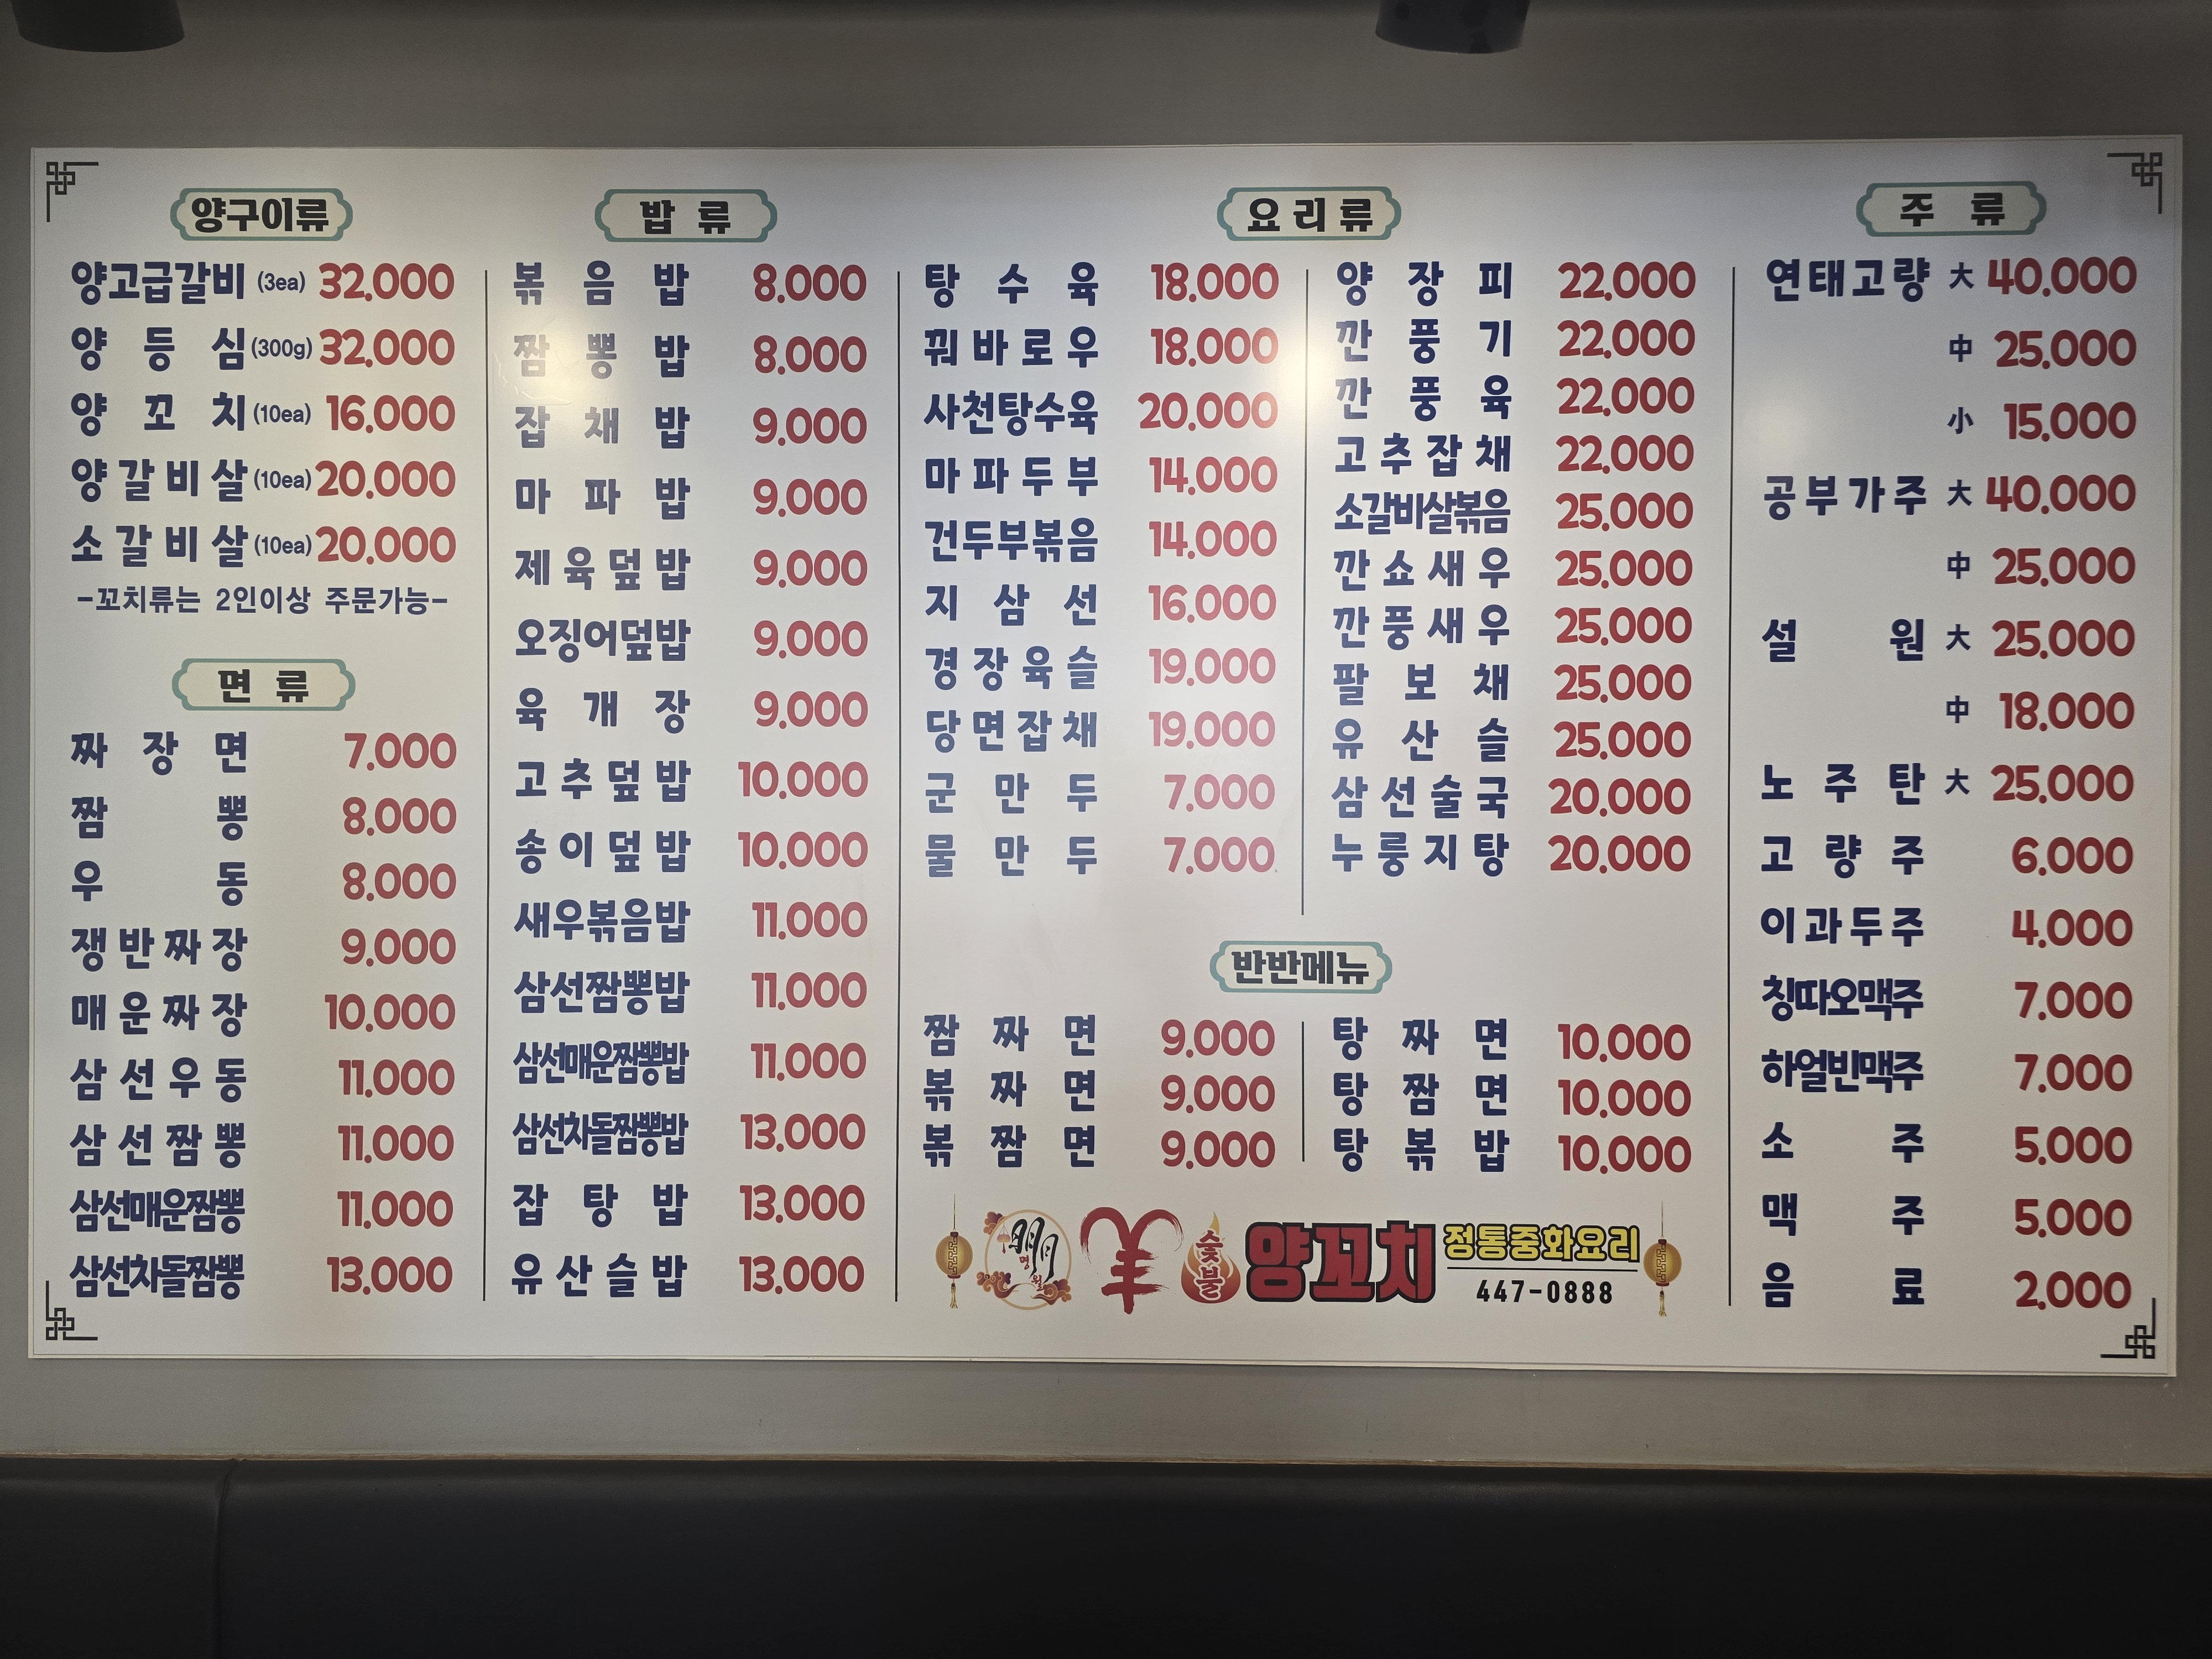 양구이류
양고급갈비 (3ea) 32,000
양등심 (300g) 32,000
양꼬치 (10ea) 16,000
양갈비살 (10ea) 20,000
소갈비살 (10ea) 20,000
-꼬치류는 2인이상 주문가능-
면류
짜장면 7,000
짬뽕 8,000
우동 8,000
쟁반짜장 9,000
매운짜장 10,000
삼선우동 11,000
삼선짬뽕 11,000
삼선매운짬뽕 11,000
삼선차돌짬뽕 13,000
밥류
볶음밥 8,000
짬뽕밥 8,000
잡채밥 9,000
마파밥 9,000
제육덮밥 9,000
오징어덮밥 9,000
육개장 9,000
고추덮밥 10,000
송이덮밥 10,000
새우볶음밥 11,000
삼선짬뽕밥 11,000
삼선매운짬뽕밥 11,000
삼선차돌짬뽕밥 13,000
잡탕밥 13,000
유산슬밥 13,000
요리류
탕수육 18,000
꿔바로우 18,000
사천탕수육 20,000
마파두부 14,000
건두부볶음 14,000
지삼선 16,000
경장육슬 19,000
당면잡채 19,000
군만두 7,000
물만두 7,000
양장피 22,000
깐풍기 22,000
깐풍육 22,000
고추잡채 22,000
소갈비살볶음 25,000
깐쇼새우 25,000
깐풍새우 25,000
팔보채 25,000
유산슬 25,000
삼선술국 20,000
누룽지탕 20,000
반반메뉴
짬짜면 9,000
볶짜면 9,000
볶짬면 9,000
탕짜면 10,000
탕짬면 10,000
탕볶밥 10,000
明月
명월
羊
숯불
양꼬치
정통중화요리
447-0888
주류
연태고량 大 40,000
中 25,000
小 15,000
공부가주 大 40,000
中 25,000
설원 大 25,000
中 18,000
노주탄 大 25,000
고량주 6,000
이과두주 4,000
칭따오맥주 7,000
하얼빈맥주 7,000
소주 5,000
맥주 5,000
음료 2,000